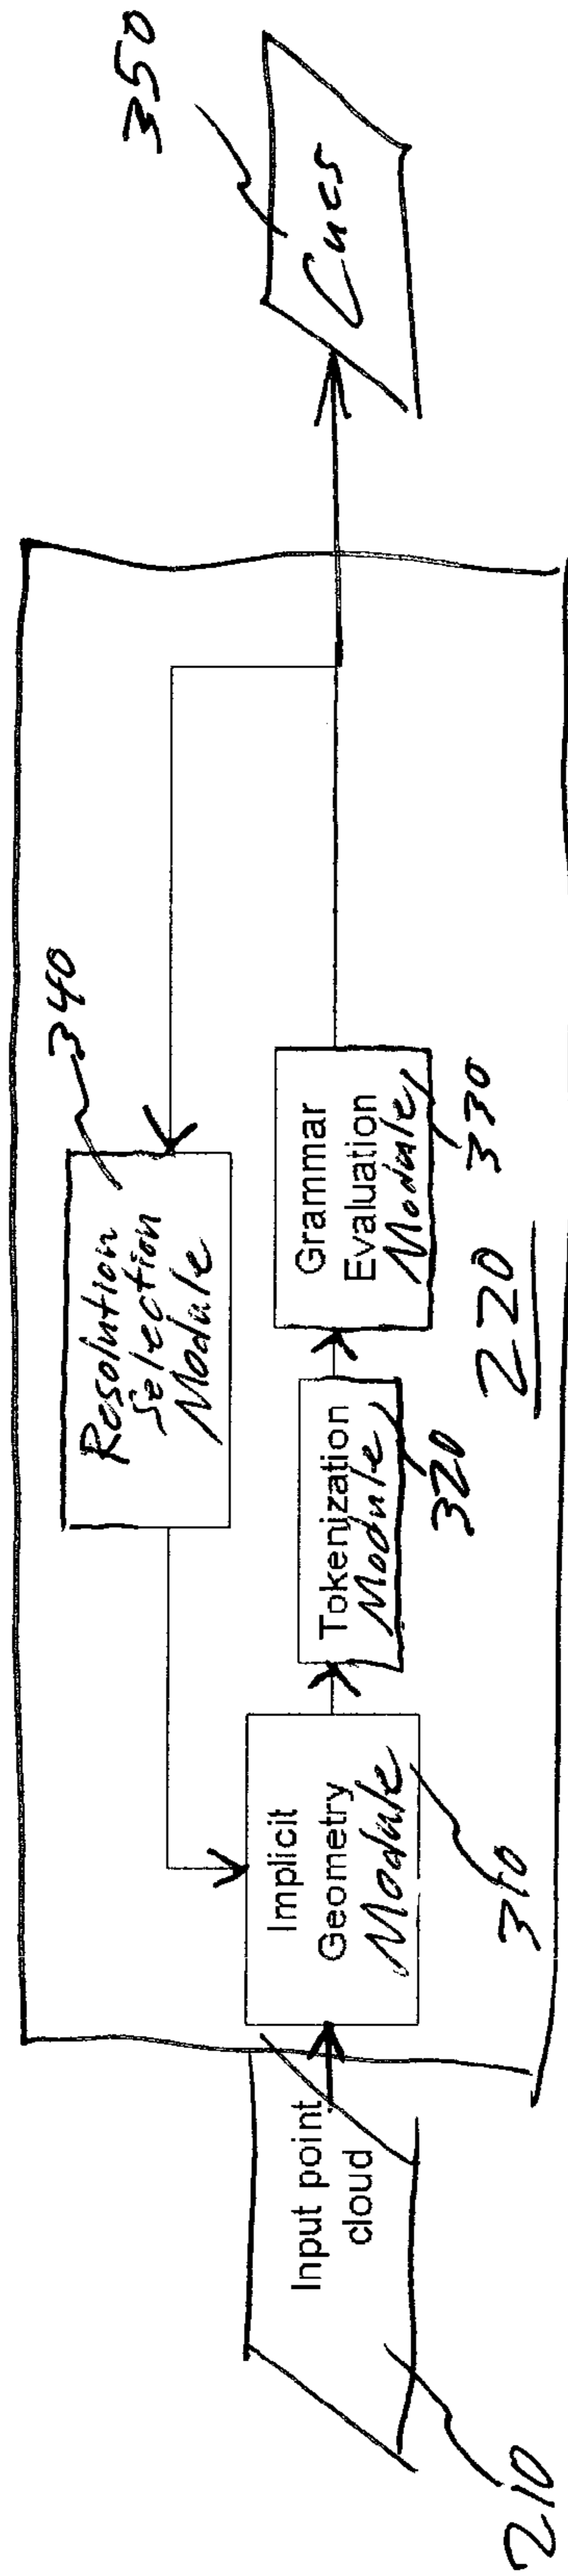 210
Input point
cloud
Implicit
Geometry
Module
310
Tokenization
Module
320
Grammar
Evaluation
Module
330
Resolution
Selection
Module
340
220
Cues
350